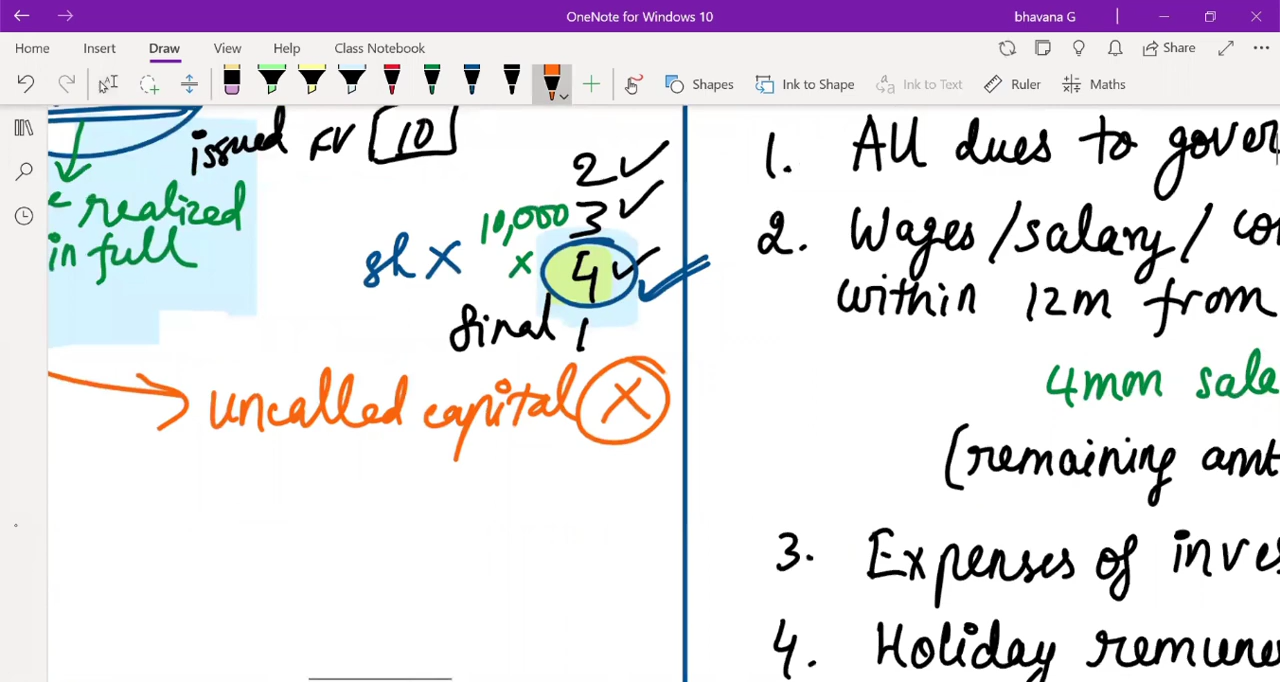 OneNote for Windows 10
bhavana G
Home Insert Draw View Help Class Notebook
Share
Shapes Ink to Shape Ink to Text Ruler Maths
issued FV 10
realized
in full
2
10,000 3
sh X x 4
final 1
uncalled capital X
1. All dues to gover
2. Wages/salary/ co
within 12m from
4mon sala
(remaining amt
3. Expenses of inves
4. Holiday remune